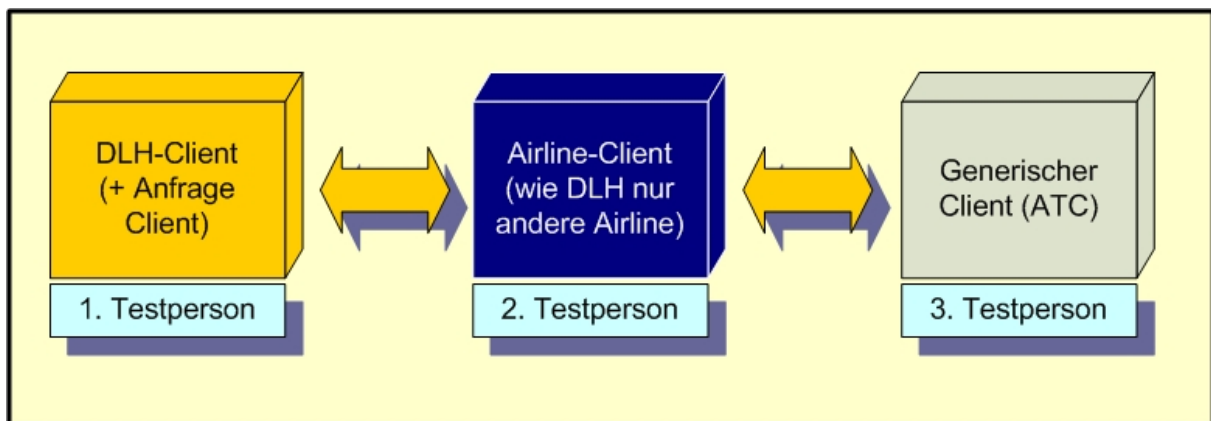 DLH-Client
(+ Anfrage
Client)
Airline-Client
(wie DLH nur
andere Airline)
Generischer
Client (ATC)
1. Testperson
2. Testperson
3. Testperson